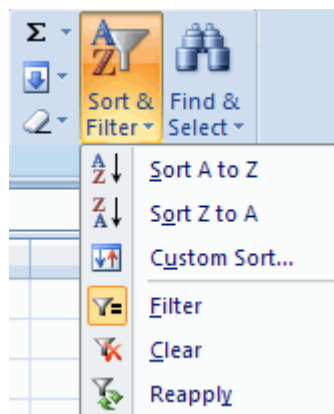 Σ
Sort &
Filter
Find &
Select
Sort A to Z
Sort Z to A
Custom Sort...
Filter
Clear
Reapply